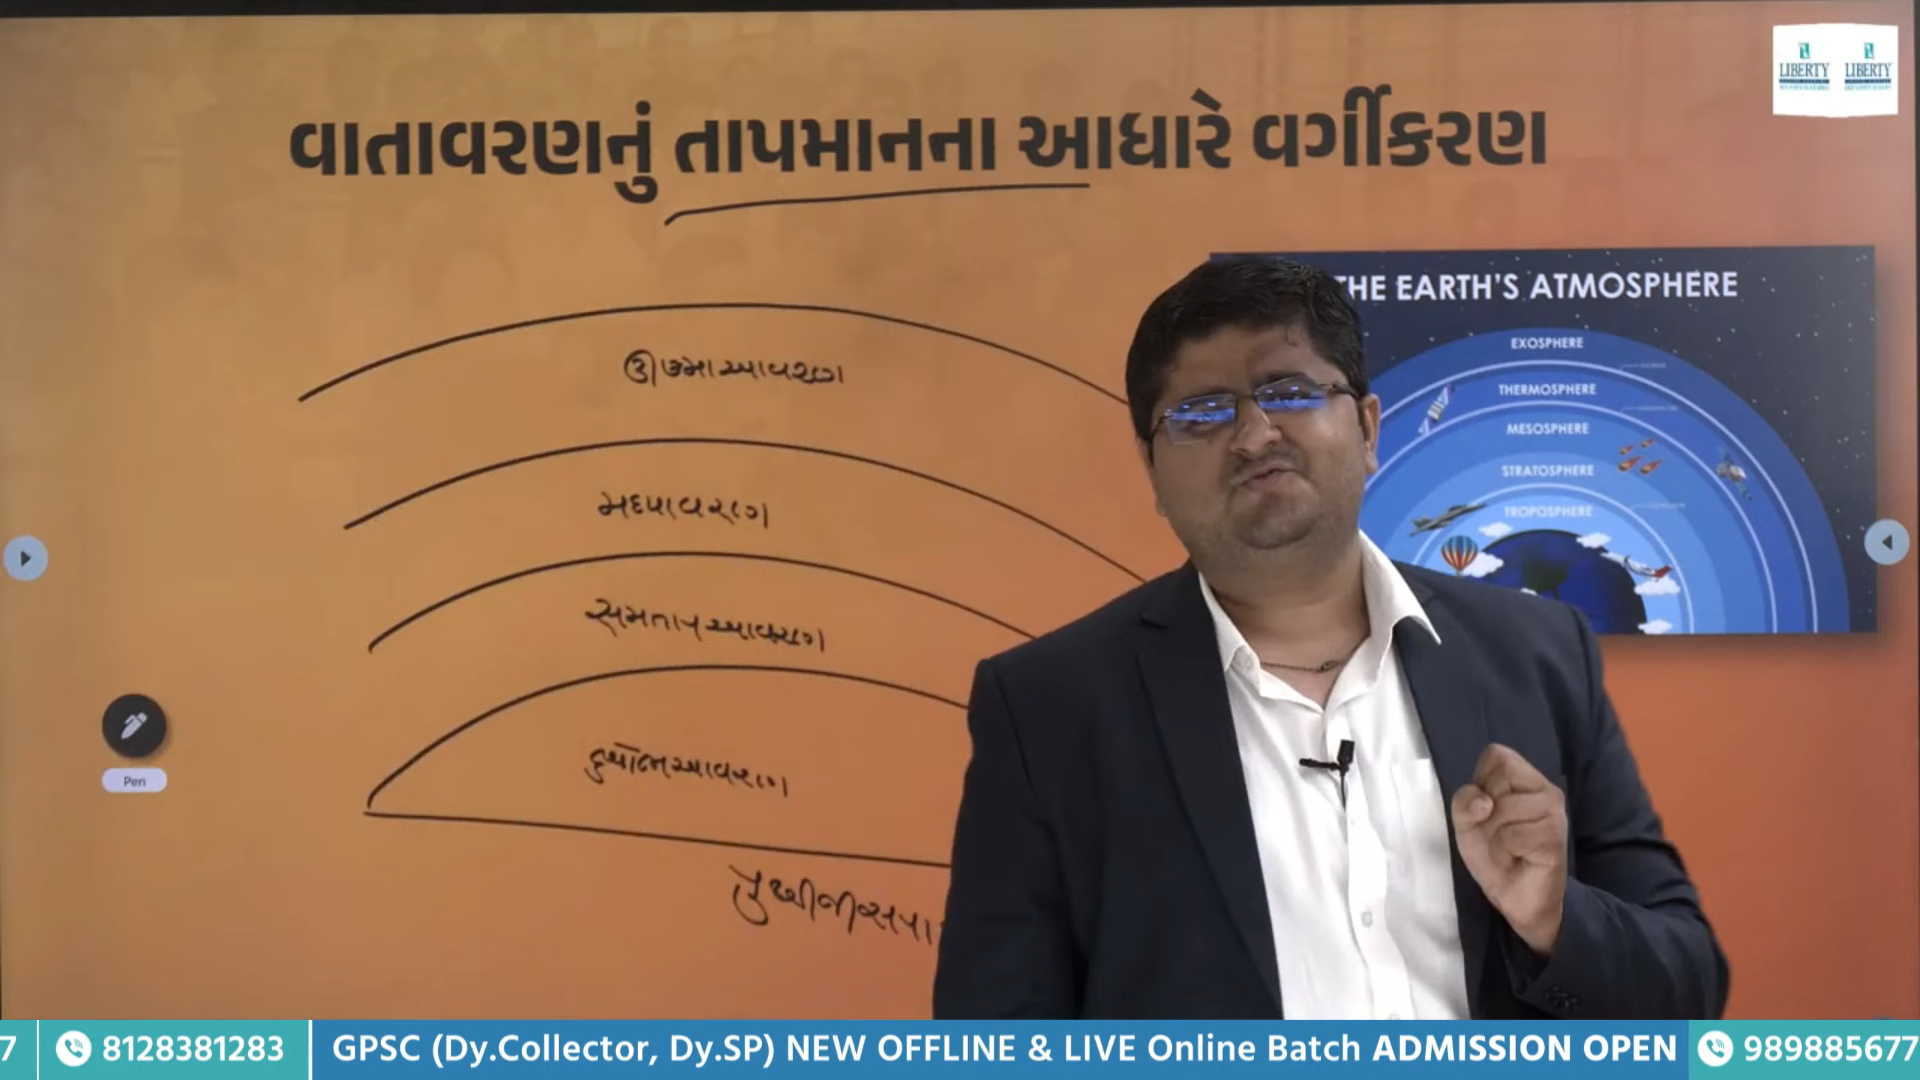 LIBERTY LIBERTY
વાતાવરણનું તાપમાનના આધારે વર્ગીકરણ
THE EARTH'S ATMOSPHERE
EXOSPHERE
THERMOSPHERE
MESOSPHERE
STRATOSPHERE
TROPOSPHERE
ઉષ્માઆવરણ
મધ્યાવરણ
સમતાપઆવરણ
ક્ષોભઆવરણ
Pen
7
8128381283
GPSC (Dy.Collector, Dy.SP) NEW OFFLINE & LIVE Online Batch ADMISSION OPEN
989885677